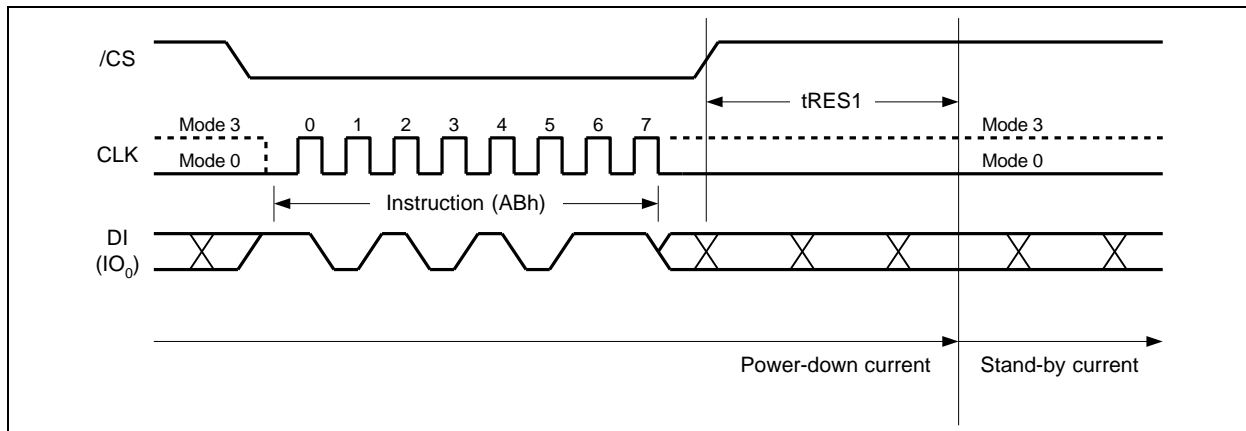 /CS
tRES1
Mode 3
0 1 2 3 4 5 6 7
Mode 3
CLK
Mode 0
Mode 0
Instruction (ABh)
DI
(IO0)
Power-down current
Stand-by current